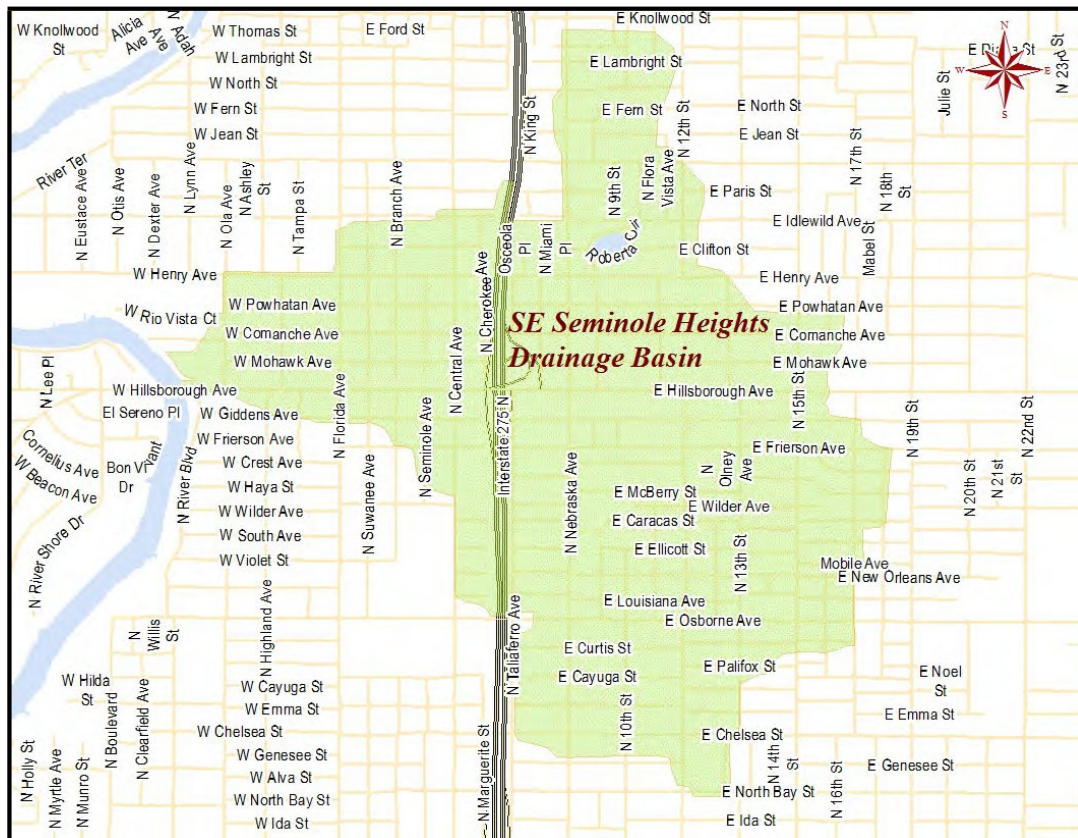 W Knollwood
St
Alicia
Ave
N Adah
Ave
W Thomas St
E Ford St
E Knollwood St
W Lambright St
E Lambright St
N
W
E
S
Julie St
N 23rd St
W North St
W Fern St
W Jean St
N King St
E Fern St
N 12th St
E North St
E Jean St
River Ter
N Eustace Ave
N Otis Ave
N Dexter Ave
N Lynn Ave
N Ola Ave
N Ashley
St
N Tampa St
N Branch Ave
N 9th St
N Flora
Vista Ave
E Paris St
N 17th St
N 18th
St
E Idlewild Ave
Osceola
Pl
N Miami
Pl
Roberta Cir
E Clifton St
Mabel St
W Henry Ave
E Henry Ave
W Rio Vista Ct
W Powhatan Ave
E Powhatan Ave
N Cherokee Ave
SE Seminole Heights
Drainage Basin
W Comanche Ave
E Comanche Ave
N Lee Pl
W Mohawk Ave
N Central Ave
E Mohawk Ave
W Hillsborough Ave
E Hillsborough Ave
N 15th St
El Sereno Pl
W Giddens Ave
N Florida Ave
Interstate 275 N
Cornelius Ave
W Beacon Ave
Bon Vivant
Dr
N River Blvd
W Frierson Ave
N Seminole Ave
E Frierson Ave
N 19th St
N 22nd St
W Crest Ave
N
Olney
Ave
N 20th St
N 21st
St
W Haya St
N Suwanee Ave
N Nebraska Ave
E McBerry St
E Wilder Ave
W Wilder Ave
E Caracas St
N River Shore Dr
W South Ave
E Ellicott St
N 13th St
W Violet St
Mobile Ave
E New Orleans Ave
N
Willis
St
N Highland Ave
N Taliaferro Ave
E Louisiana Ave
E Osborne Ave
E Curtis St
E Palifox St
W Hilda
St
W Cayuga St
E Cayuga St
E Noel
St
W Emma St
N 10th St
E Emma St
N Boulevard
N Clearfield Ave
W Chelsea St
E Chelsea St
N Holly St
N Myrtle Ave
N Munro St
W Genesee St
N Marguerite St
N 14th
St
N 16th St
E Genesee St
W Alva St
W North Bay St
E North Bay St
W Ida St
E Ida St